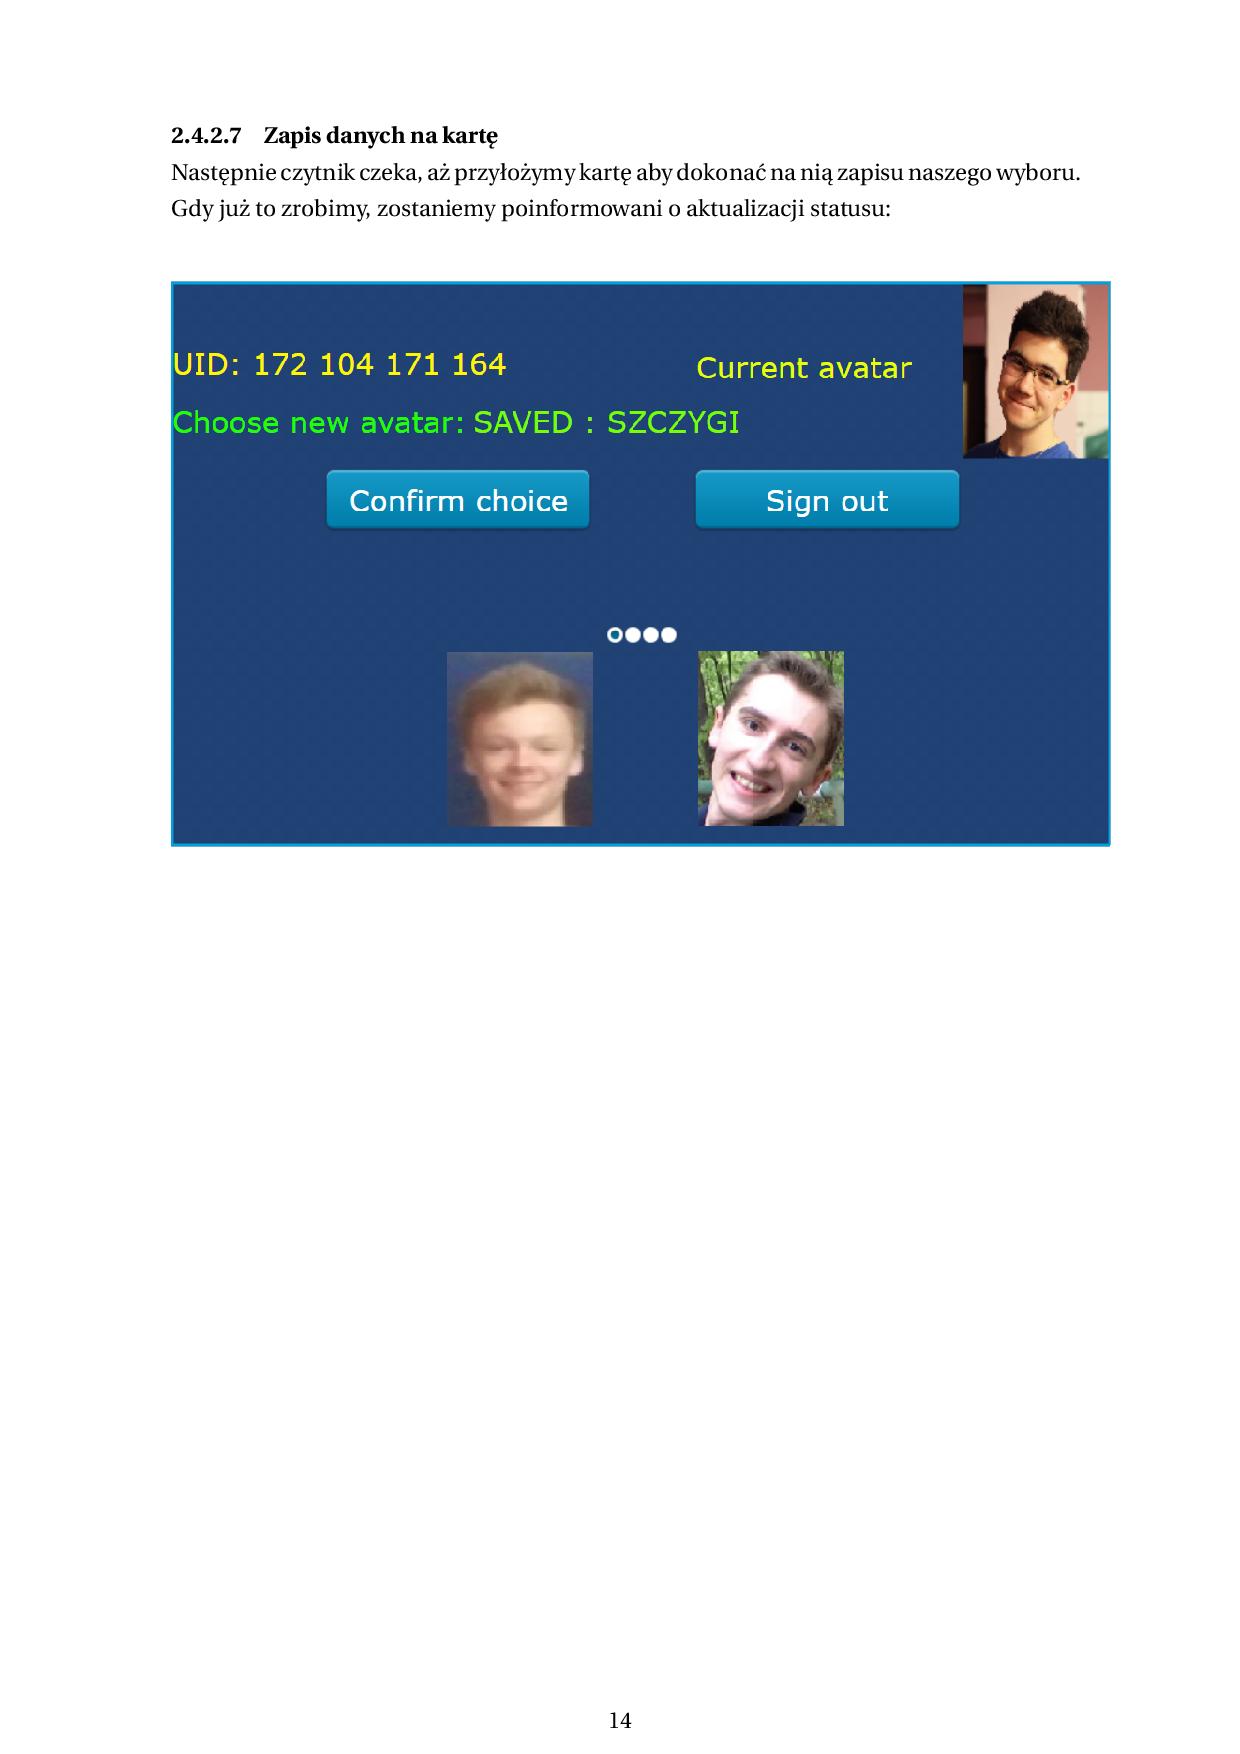 2.4.2.7 Zapis danych na kartę
Następnie czytnik czeka, aż przyłożymy kartę aby dokonać na nią zapisu naszego wyboru.
Gdy już to zrobimy, zostaniemy poinformowani o aktualizacji statusu:
UID: 172 104 171 164
Current avatar
Choose new avatar: SAVED : SZCZYGI
Confirm choice
Sign out
14